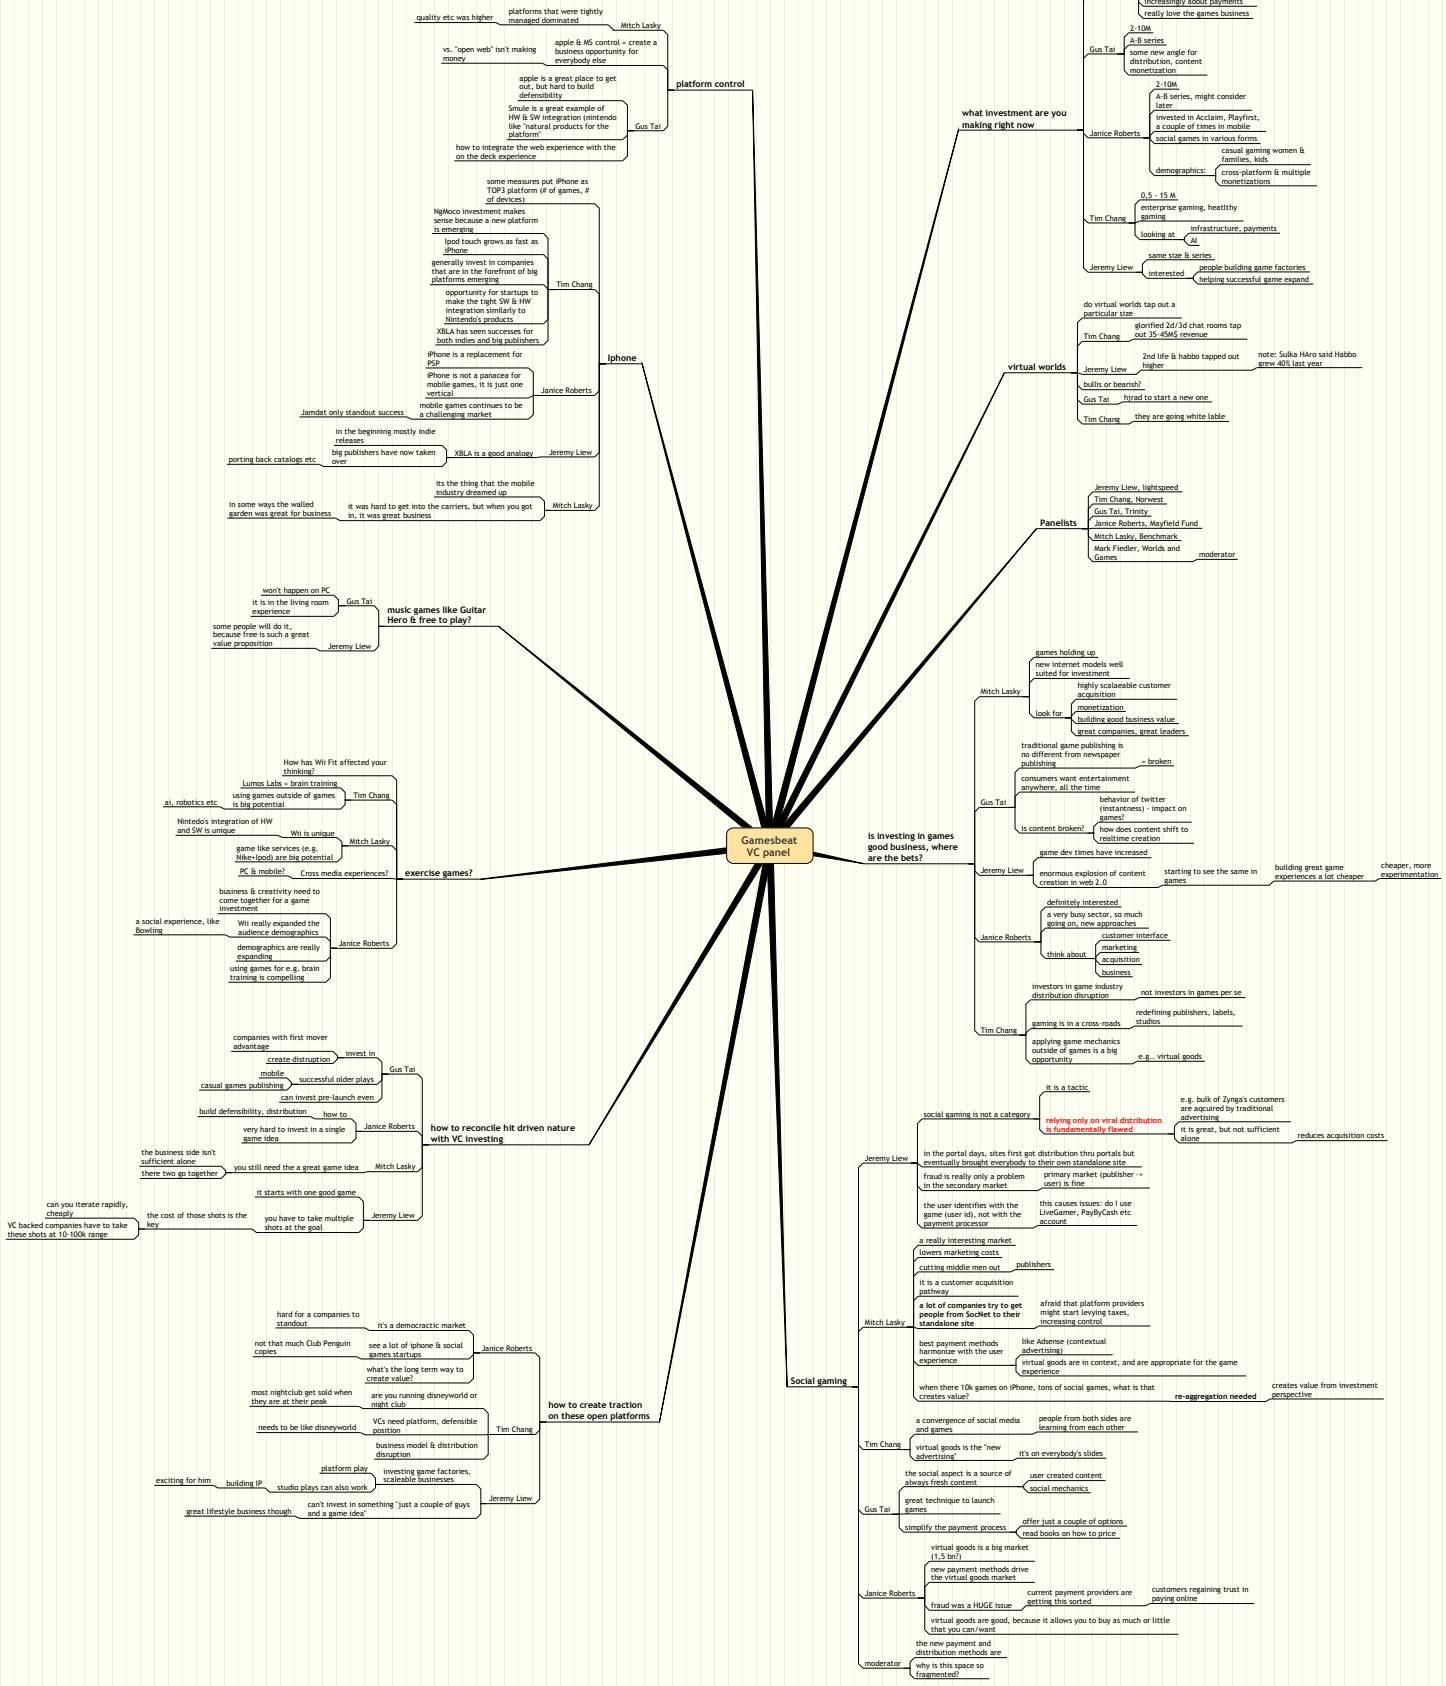 Gamesbeat
VC panel
platform control
Mitch Lasky
platforms that were tightly
managed dominated
quality etc was higher
apple & MS control = create a
business opportunity for
everybody else
vs. "open web" isn't making
money
Gus Tai
apple is a great place to get
out, but hard to build
defensibility
Smule is a great example of
HW & SW integration (nintendo
like "natural products for the
platform"
how to integrate the web experience with the
on the deck experience
Iphone
some measures put iPhone as
TOP3 platform (# of games, #
of devices)
Tim Chang
NgMoco investment makes
sense because a new platform
is emerging
Ipod touch grows as fast as
iPhone
generally invest in companies
that are in the forefront of big
platforms emerging
opportunity for startups to
make the tight SW & HW
integration similarly to
Nintendo's products
XBLA has seen successes for
both indies and big publishers
Janice Roberts
iPhone is a replacement for
PSP
iPhone is not a panacea for
mobile games, it is just one
vertical
mobile games continues to be
a challenging market
Jamdat only standout success
Jeremy Liew
XBLA is a good analogy
in the beginning mostly indie
releases
big publishers have now taken
over
porting back catalogs etc
Mitch Lasky
its the thing that the mobile
industry dreamed up
it was hard to get into the carriers, but when you got
in, it was great business
in some ways the walled
garden was great for business
music games like Guitar
Hero & free to play?
Gus Tai
won't happen on PC
it is in the living room
experience
Jeremy Liew
some people will do it,
because free is such a great
value proposition
exercise games?
How has Wii Fit affected your
thinking?
Tim Chang
Lumos Labs = brain training
using games outside of games
is big potential
ai, robotics etc
Mitch Lasky
Wii is unique
Nintedo's integration of HW
and SW is unique
game like services (e.g.
Nike+Ipod) are big potential
Cross media experiences?
PC & mobile?
Janice Roberts
business & creativity need to
come together for a game
investment
Wii really expanded the
audience demographics
a social experience, like
Bowling
demographics are really
expanding
using games for e.g. brain
training is compelling
how to reconcile hit driven nature
with VC investing
Gus Tai
invest in
companies with first mover
advantage
create distruption
successful older plays
mobile
casual games publishing
can invest pre-launch even
Janice Roberts
how to
build defensibility, distribution
very hard to invest in a single
game idea
Mitch Lasky
you still need the a great game idea
the business side isn't
sufficient alone
there two go together
Jeremy Liew
it starts with one good game
you have to take multiple
shots at the goal
the cost of those shots is the
key
can you iterate rapidly,
cheaply
VC backed companies have to take
these shots at 10-100k range
how to create traction
on these open platforms
Janice Roberts
it's a democractic market
hard for a companies to
standout
see a lot of iphone & social
games startups
not that much Club Penguin
copies
what's the long term way to
create value?
Tim Chang
are you running disneyworld or
night club
most nightclub get sold when
they are at their peak
VCs need platform, defensible
position
needs to be like disneyworld
business model & distribution
disruption
Jeremy Liew
investing game factories,
scaleable businesses
platform play
studio plays can also work
building IP
exciting for him
can't invest in something "just a couple of guys
and a game idea"
great lifestyle business though
what investment are you
making right now
increasingly about payments
really love the games business
Gus Tai
2-10M
A-B series
some new angle for
distribution, content
monetization
Janice Roberts
2-10M
A-B series, might consider
later
invested in Acclaim, Playfirst,
a couple of times in mobile
social games in various forms
demographics:
casual gaming women &
families, kids
cross-platform & multiple
monetizations
Tim Chang
0,5 - 15 M
enterprise gaming, heatlthy
gaming
looking at
infrastructure, payments
AI
Jeremy Liew
same size & series
interested
people building game factories
helping successful game expand
virtual worlds
do virtual worlds tap out a
particular size
Tim Chang
glorified 2d/3d chat rooms tap
out 35-45M$ revenue
Jeremy Liew
2nd life & habbo tapped out
higher
note: Sulka HAro said Habbo
grew 40% last year
bullis or bearish?
Gus Tai
hjrad to start a new one
Tim Chang
they are going white lable
Panelists
Jeremy Liew, lightspeed
Tim Chang, Norwest
Gus Tai, Trinity
Janice Roberts, Mayfield Fund
Mitch Lasky, Benchmark
Mark Fiedler, Worlds and
Games
moderator
is investing in games
good business, where
are the bets?
Mitch Lasky
games holding up
new internet models well
suited for investment
look for
highly scalaeable customer
acquisition
monetization
building good business value
great companies, great leaders
Gus Tai
traditional game publishing is
no different from newspaper
publishing
= broken
consumers want entertainment
anywhere, all the time
is content broken?
behavior of twitter
(instantness) - impact on
games?
how does content shift to
realtime creation
Jeremy Liew
game dev times have increased
enormous explosion of content
creation in web 2.0
starting to see the same in
games
building great game
experiences a lot cheaper
cheaper, more
experimentation
Janice Roberts
definitely interested
a very busy sector, so much
going on, new approaches
think about
customer interface
marketing
acquisition
business
Tim Chang
investors in game industry
distribution disruption
not investors in games per se
gaming is in a cross-roads
redefining publishers, labels,
studios
applying game mechanics
outside of games is a big
opportunity
e.g.. virtual goods
Social gaming
Jeremy Liew
social gaming is not a category
it is a tactic
relying only on viral distribution
is fundamentally flawed
e.g. bulk of Zynga's customers
are aqcuired by traditional
advertising
it is great, but not sufficient
alone
reduces acquisition costs
in the portal days, sites first got distribution thru portals but
eventually brought everybody to their own standalone site
fraud is really only a problem
in the secondary market
primary market (publisher ->
user) is fine
the user identifies with the
game (user id), not with the
payment processor
this causes issues: do I use
LiveGamer, PayByCash etc
account
Mitch Lasky
a really interesting market
lowers marketing costs
cutting middle men out
publishers
it is a customer acquisition
pathway
a lot of companies try to get
people from SocNet to their
standalone site
afraid that platform providers
might start levying taxes,
increasing control
best payment methods
harmonize with the user
experience
like Adsense (contextual
advertising)
virtual goods are in context, and are appropriate for the game
experience
when there 10k games on iPhone, tons of social games, what is that
creates value?
re-aggregation needed
creates value from investment
perspective
Tim Chang
a convergence of social media
and games
people from both sides are
learning from each other
virtual goods is the "new
advertising"
it's on everybody's slides
Gus Tai
the social aspect is a source of
always fresh content
user created content
social mechanics
great technique to launch
games
simplify the payment process
offer just a couple of options
read books on how to price
Janice Roberts
virtual goods is a big market
(1,5 bn?)
new payment methods drive
the virtual goods market
fraud was a HUGE issue
current payment providers are
getting this sorted
customers regaining trust in
paying online
virtual goods are good, because it allows you to buy as much or little
that you can/want
moderator
the new payment and
distribution methods are
why is this space so
fragmented?